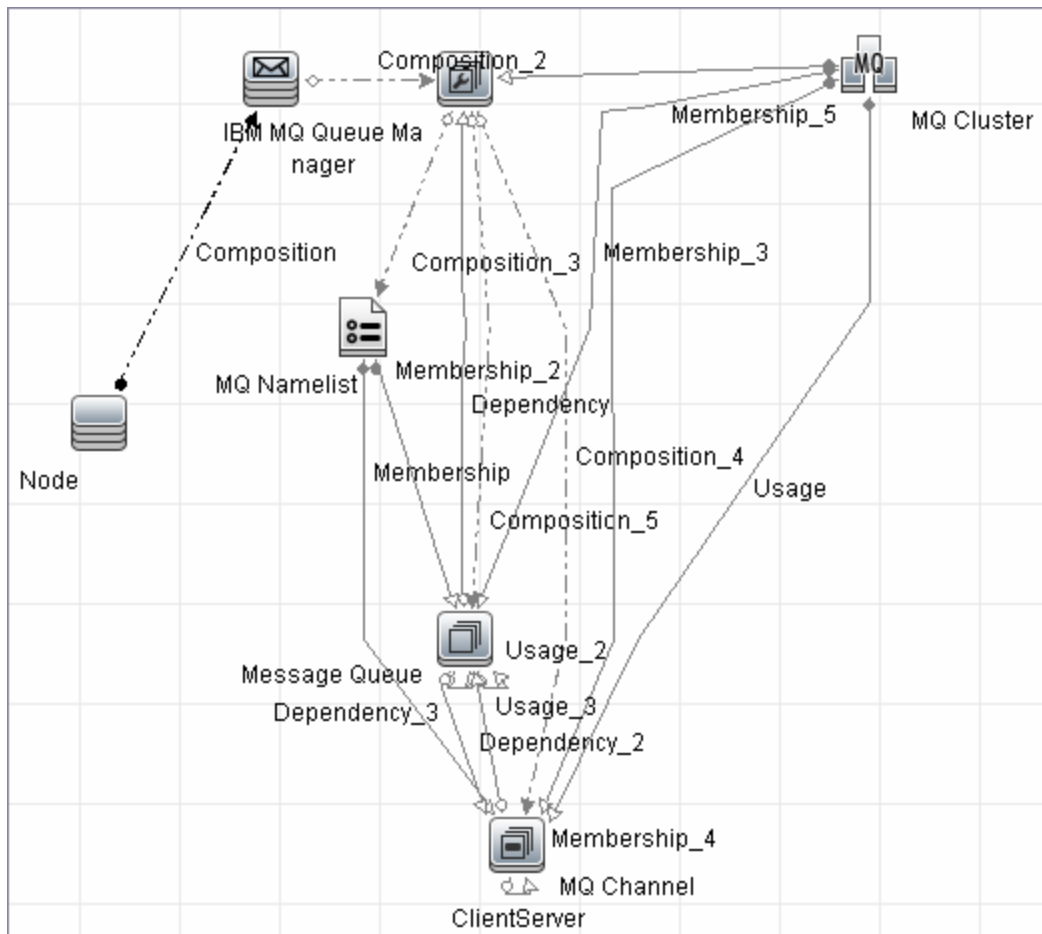 Composition_2
MQ
Membership_5
MQ Cluster
IBM MQ Queue Ma
nager
Composition
Composition_3
Membership_3
Membership_2
MQ Namelist
Dependency
Node
Membership
Composition_4
Usage
Composition_5
Usage_2
Message Queue
Usage_3
Dependency_3
Dependency_2
Membership_4
MQ Channel
ClientServer